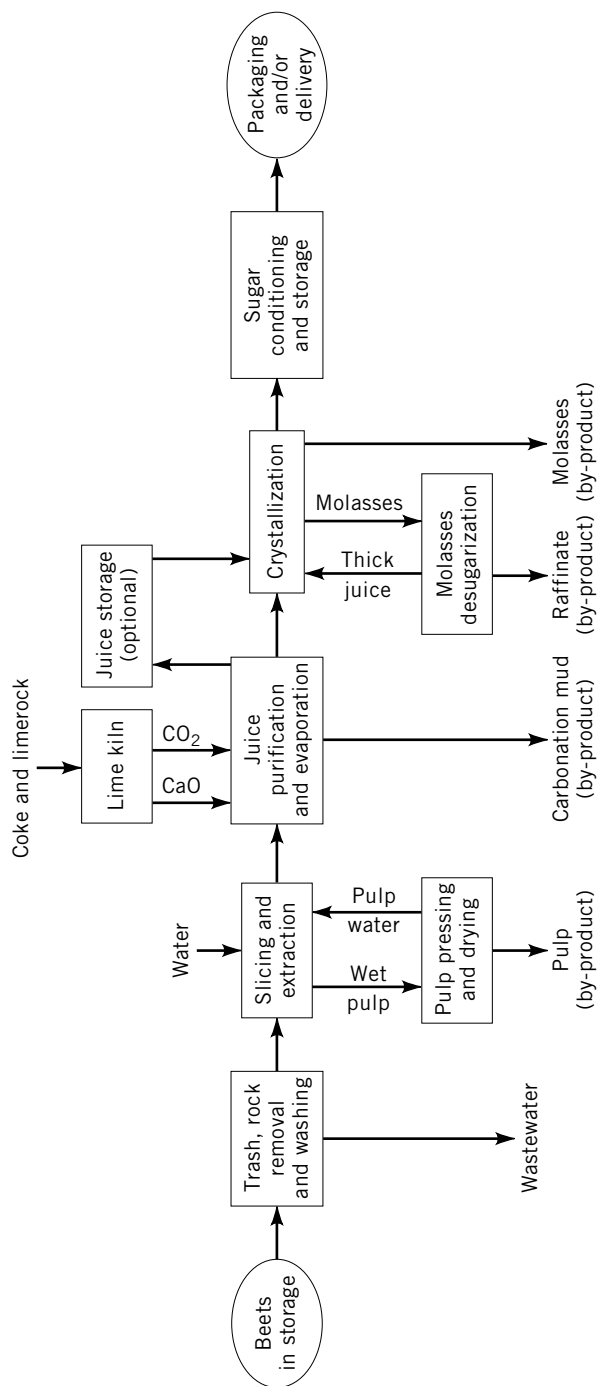 Beets
in storage
Trash, rock
removal
and washing
Wastewater
Water
Slicing and
extraction
Wet
pulp
Pulp
water
Pulp pressing
and drying
Pulp
(by-product)
Coke and limerock
Lime kiln
CaO
CO₂
Juice
purification
and evaporation
Carbonation mud
(by-product)
Juice storage
(optional)
Crystallization
Thick
juice
Molasses
Molasses
desugarization
Raffinate
(by-product)
Molasses
(by-product)
Sugar
conditioning
and storage
Packaging
and/or
delivery